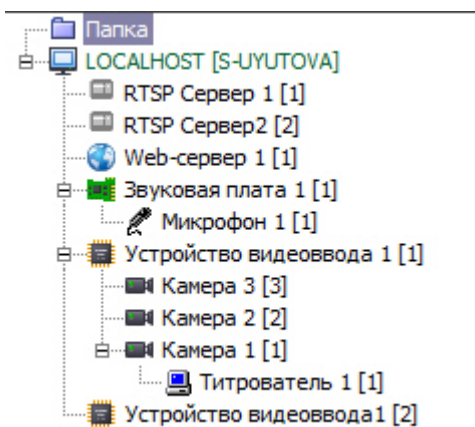 Папка
LOCALHOST [S-UYUTOVA]
RTSP Сервер 1 [1]
RTSP Сервер2 [2]
Web-сервер 1 [1]
Звуковая плата 1 [1]
Микрофон 1 [1]
Устройство видеоввода 1 [1]
Камера 3 [3]
Камера 2 [2]
Камера 1 [1]
Титрователь 1 [1]
Устройство видеоввода1 [2]